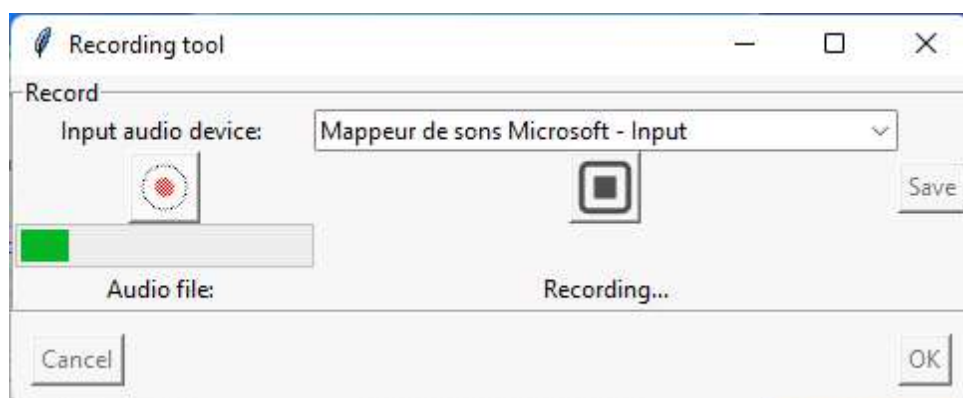 Recording tool
Record
Input audio device: Mappeur de sons Microsoft - Input
Save
Audio file: Recording...
Cancel OK